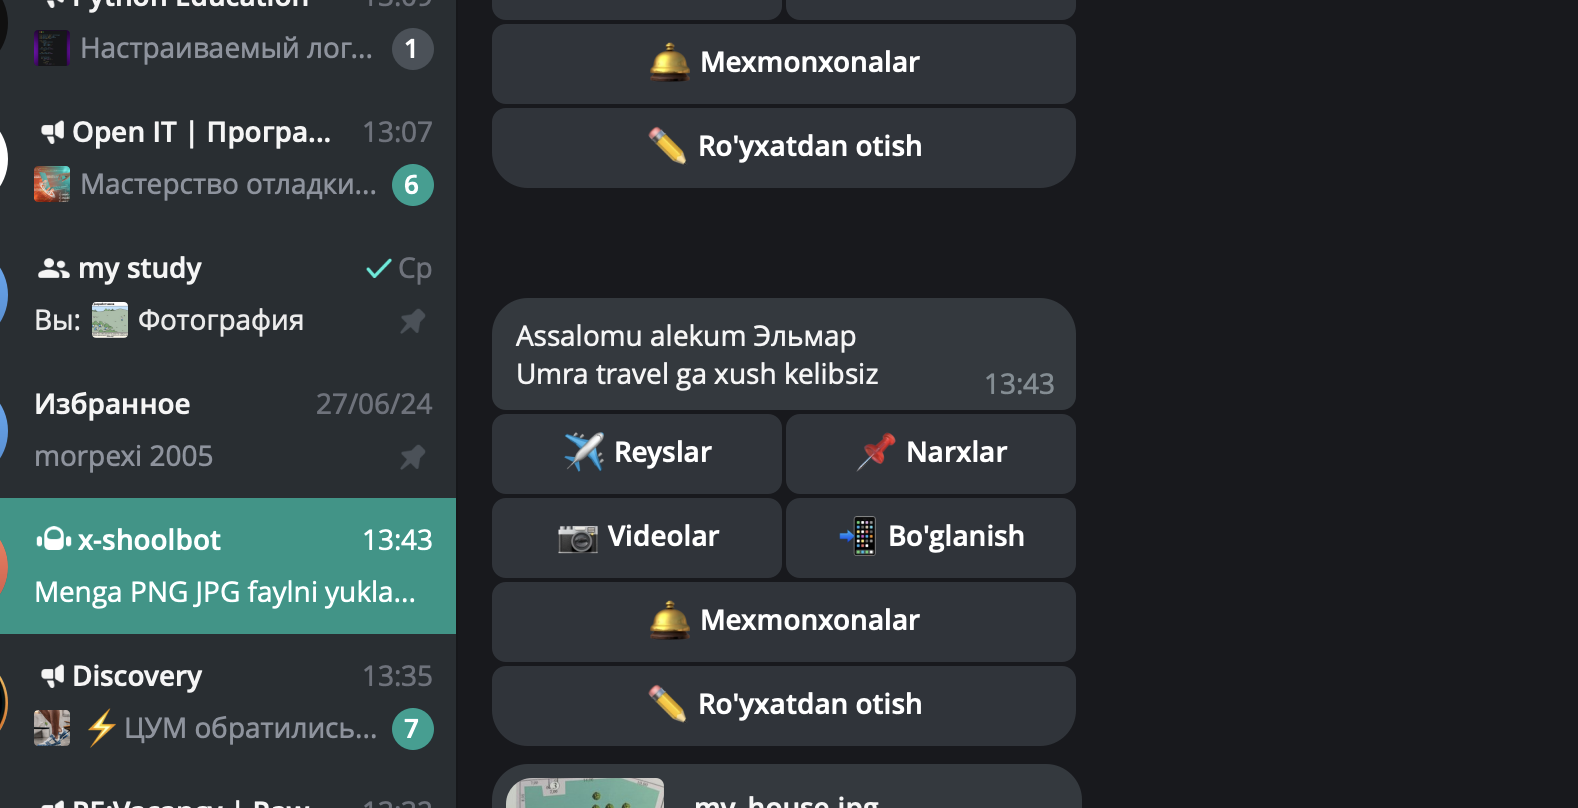 Python Education 13:09
Настраиваемый лог... 1
Open IT | Програ... 13:07
Мастерство отладки... 6
my study Ср
Вы: Фотография
Избранное 27/06/24
morpexi 2005
x-shoolbot 13:43
Menga PNG JPG faylni yukla...
Discovery 13:35
ЦУМ обратились... 7
Mexmonxonalar
Ro'yxatdan otish
Assalomu alekum Эльмар
Umra travel ga xush kelibsiz
13:43
Reyslar Narxlar
Videolar Bo'glanish
Mexmonxonalar
Ro'yxatdan otish
my_house.jpg